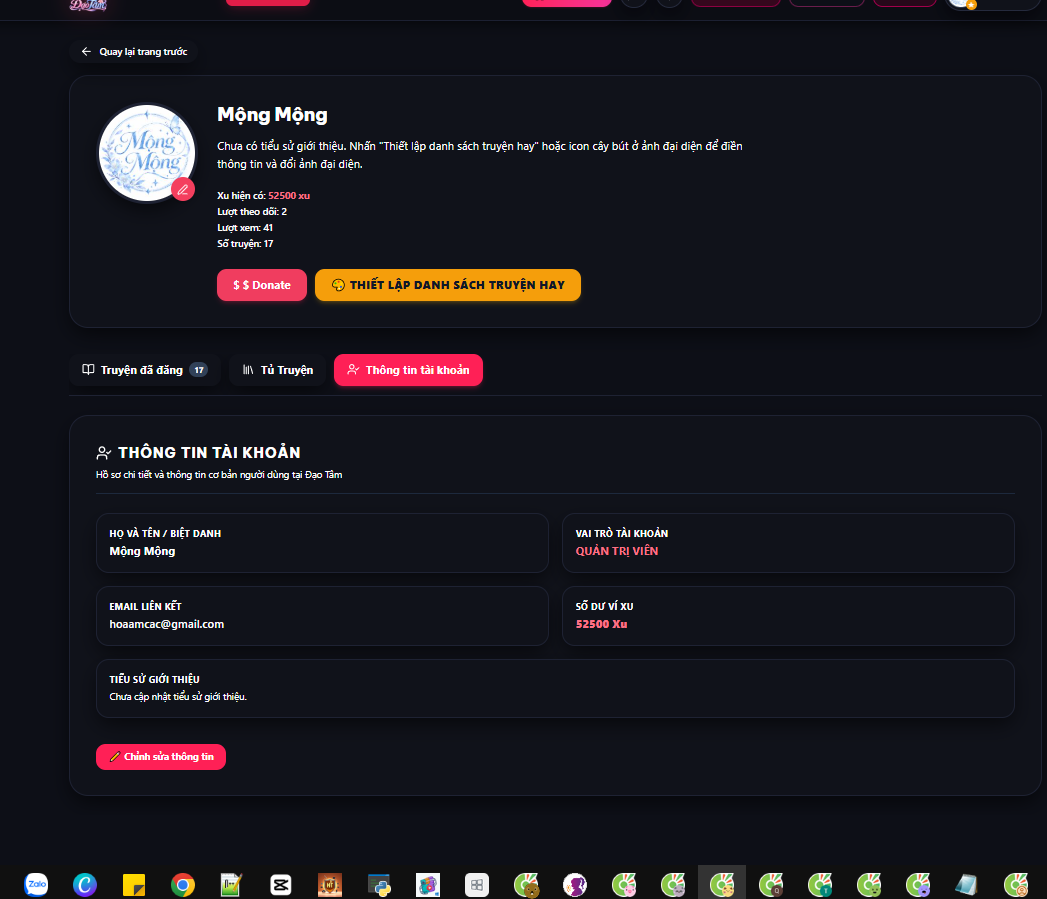 Đạo Tâm
Quay lại trang trước
Mộng Mộng
Mộng Mộng
Chưa có tiểu sử giới thiệu. Nhấn "Thiết lập danh sách truyện hay" hoặc icon cây bút ở ảnh đại diện để điền
thông tin và đổi ảnh đại diện.
Xu hiện có: 52500 xu
Lượt theo dõi: 2
Lượt xem: 41
Số truyện: 17
$ $ Donate
THIẾT LẬP DANH SÁCH TRUYỆN HAY
Truyện đã đăng 17
Tủ Truyện
Thông tin tài khoản
THÔNG TIN TÀI KHOẢN
Hồ sơ chi tiết và thông tin cơ bản người dùng tại Đạo Tâm
HỌ VÀ TÊN / BIỆT DANH
Mộng Mộng
VAI TRÒ TÀI KHOẢN
QUẢN TRỊ VIÊN
EMAIL LIÊN KẾT
hoaamcac@gmail.com
SỐ DƯ VÍ XU
52500 Xu
TIỂU SỬ GIỚI THIỆU
Chưa cập nhật tiểu sử giới thiệu.
Chỉnh sửa thông tin
Zalo